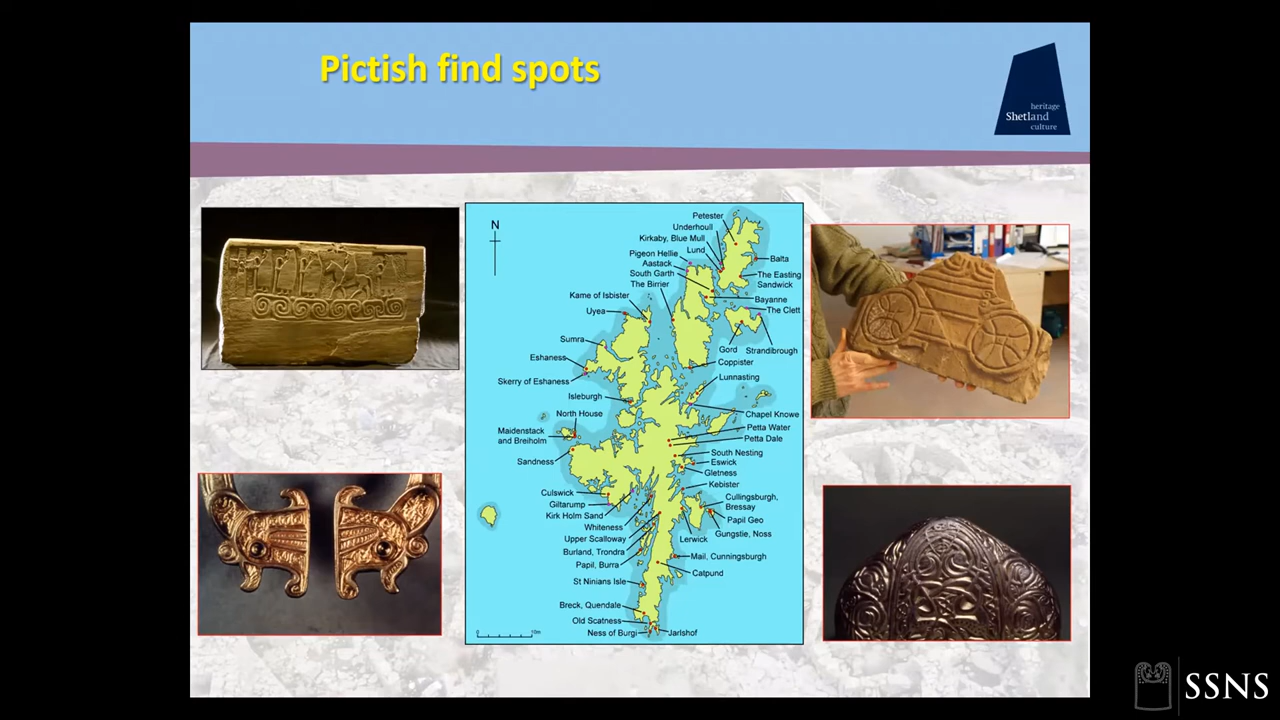 Pictish find spots
heritage
Shetland
culture
N
Petester
Underhoull
Kirkaby, Blue Mull
Lund
Pigeon Hellie
Aastack
South Garth
The Birrier
Balta
The Easting
Sandwick
Bayanne
The Clett
Kame of Isbister
Uyea
Gord
Strandibrough
Sumra
Eshaness
Skerry of Eshaness
Coppister
Lunnasting
Isleburgh
North House
Chapel Knowe
Maidenstack
and Breiholm
Petta Water
Petta Dale
Sandness
South Nesting
Eswick
Gletness
Kebister
Culswick
Giltarump
Kirk Holm Sand
Cullingsburgh,
Bressay
Papil Geo
Whiteness
Gungstie, Noss
Upper Scalloway
Lerwick
Burland, Trondra
Mail, Cunningsburgh
Papil, Burra
Catpund
St Ninians Isle
Breck, Quendale
Old Scatness
Ness of Burgi
Jarlshof
0 10m
SSNS